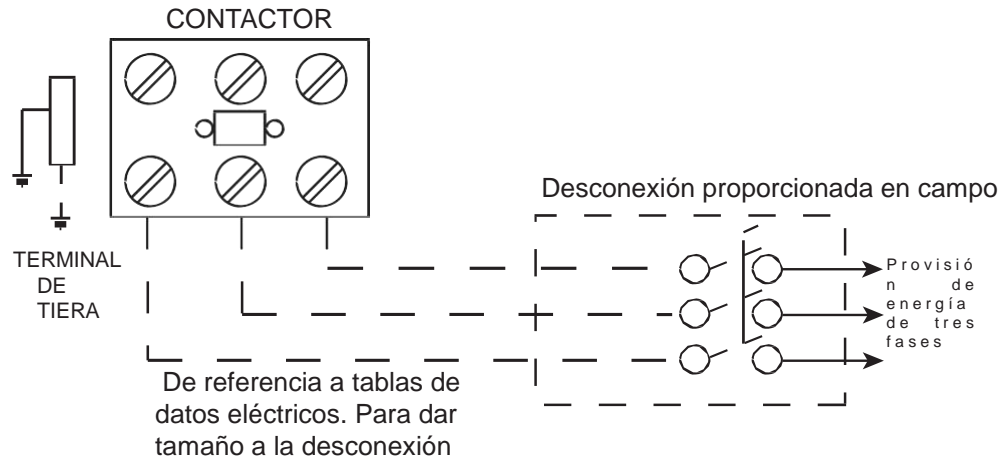 CONTACTOR
Desconexión proporcionada en campo
TERMINAL
DE
TIERA
Provisió
n de
energía
de tres
fases
De referencia a tablas de
datos eléctricos. Para dar
tamaño a la desconexión